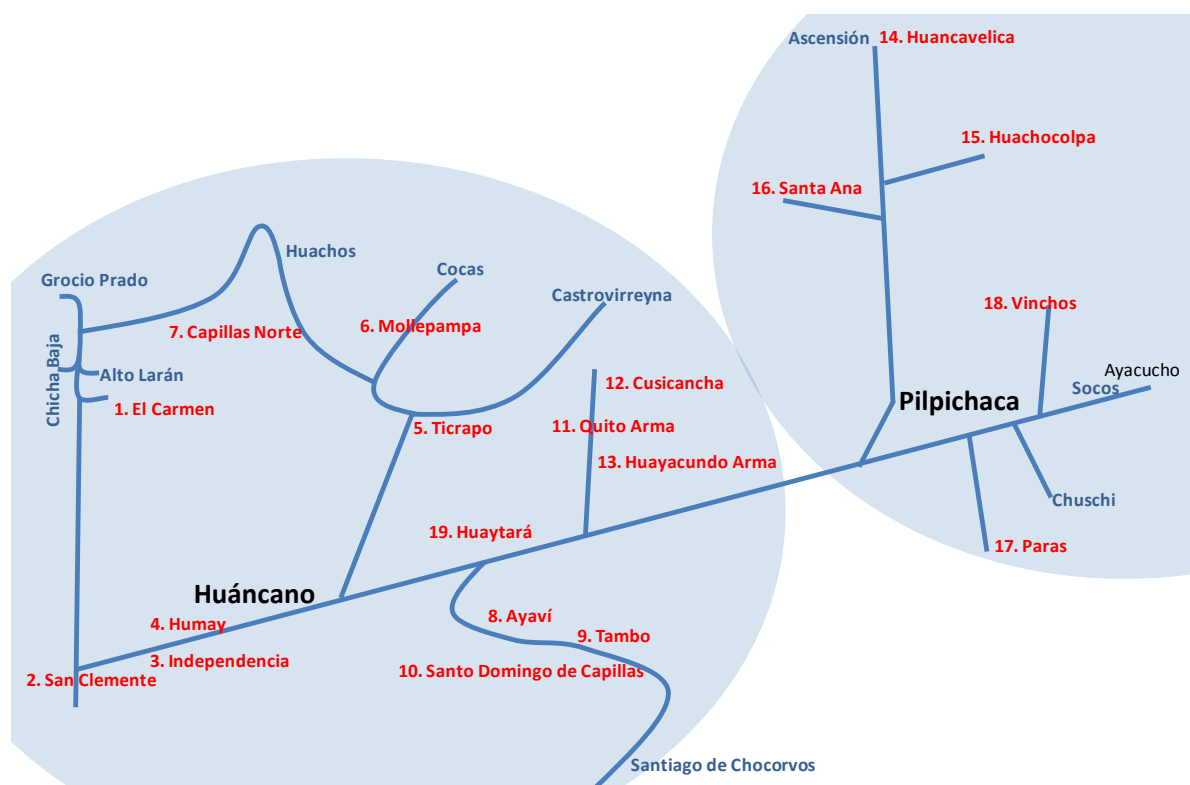 Ascensión
14. Huancavelica
15. Huachocolpa
16. Santa Ana
Huachos
Cocas
Grocio Prado
Castrovirreyna
18. Vinchos
7. Capillas Norte
6. Mollepampa
Chicha Baja
Alto Larán
12. Cusicancha
Ayacucho
Socos
Pilpichaca
1. El Carmen
5. Ticrapo
11. Quito Arma
13. Huayacundo Arma
Chuschi
19. Huaytará
17. Paras
Huáncano
4. Humay
8. Ayaví
9. Tambo
3. Independencia
10. Santo Domingo de Capillas
2. San Clemente
Santiago de Chocorvos